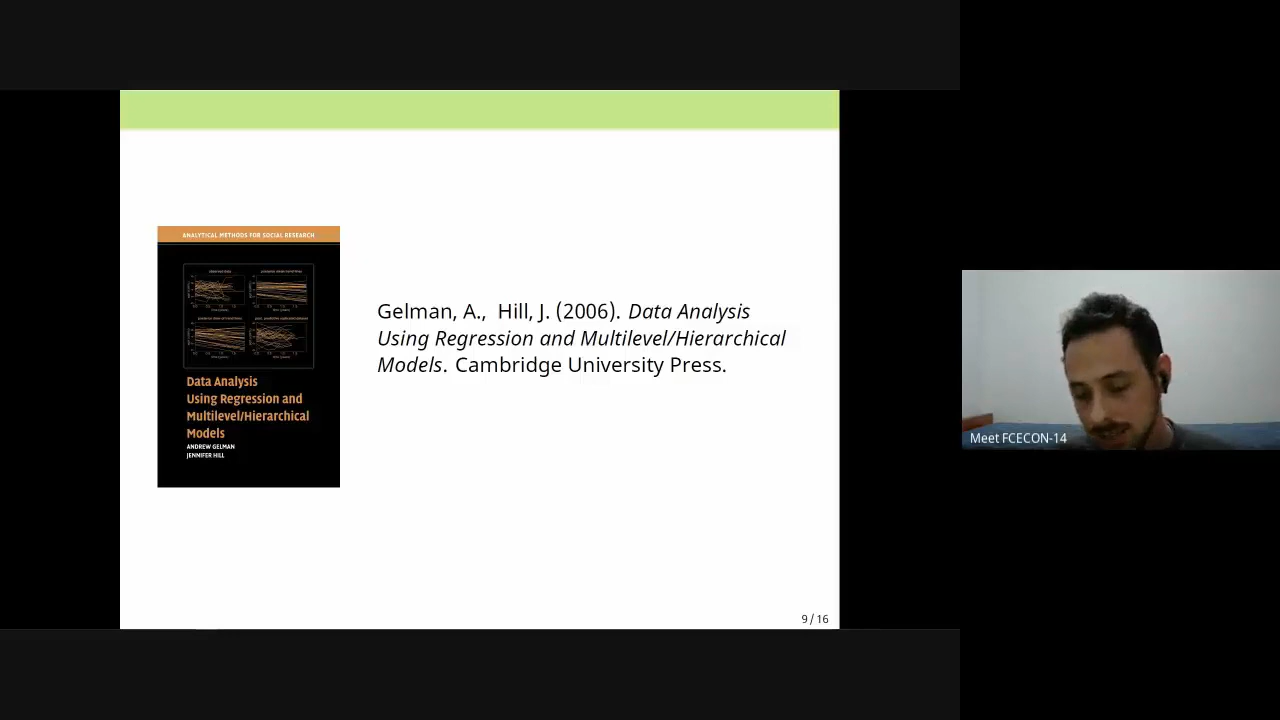 ANALYTICAL METHODS FOR SOCIAL RESEARCH
Data Analysis
Using Regression and
Multilevel/Hierarchical
Models
ANDREW GELMAN
JENNIFER HILL
Gelman, A., Hill, J. (2006). Data Analysis
Using Regression and Multilevel/Hierarchical
Models. Cambridge University Press.
9 / 16
Meet FCECON-14